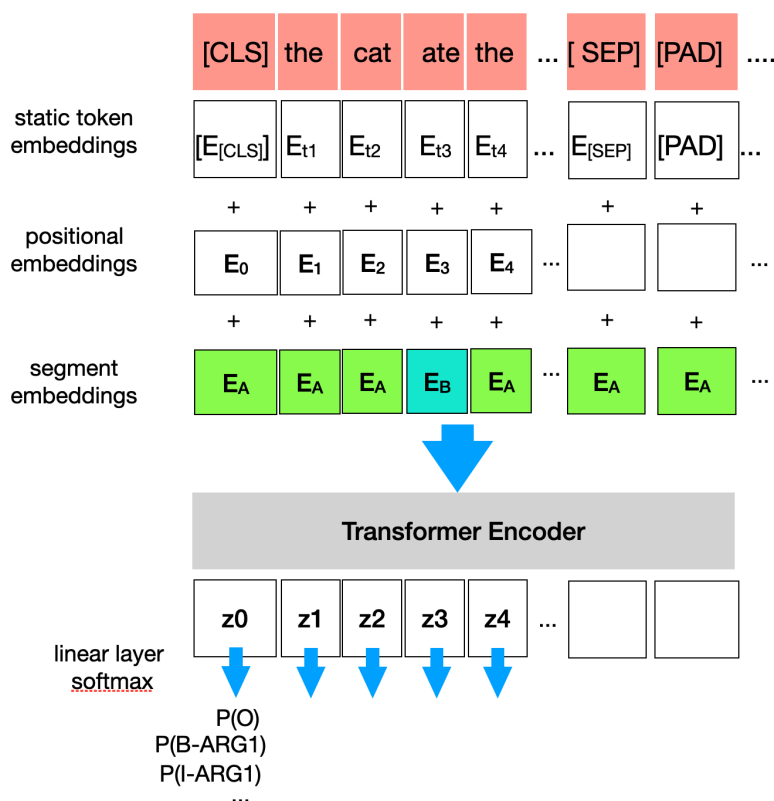 [CLS] the cat ate the ... [ SEP] [PAD] ....
static token
embeddings
[E[CLS]] Et1 Et2 Et3 Et4 ... E[SEP] [PAD] ...
+ + + + + + +
positional
embeddings
E0 E1 E2 E3 E4 ... ...
+ + + + + + +
segment
embeddings
EA EA EA EB EA ... EA EA ...
Transformer Encoder
z0 z1 z2 z3 z4 ...
linear layer
softmax
P(O)
P(B-ARG1)
P(I-ARG1)
...